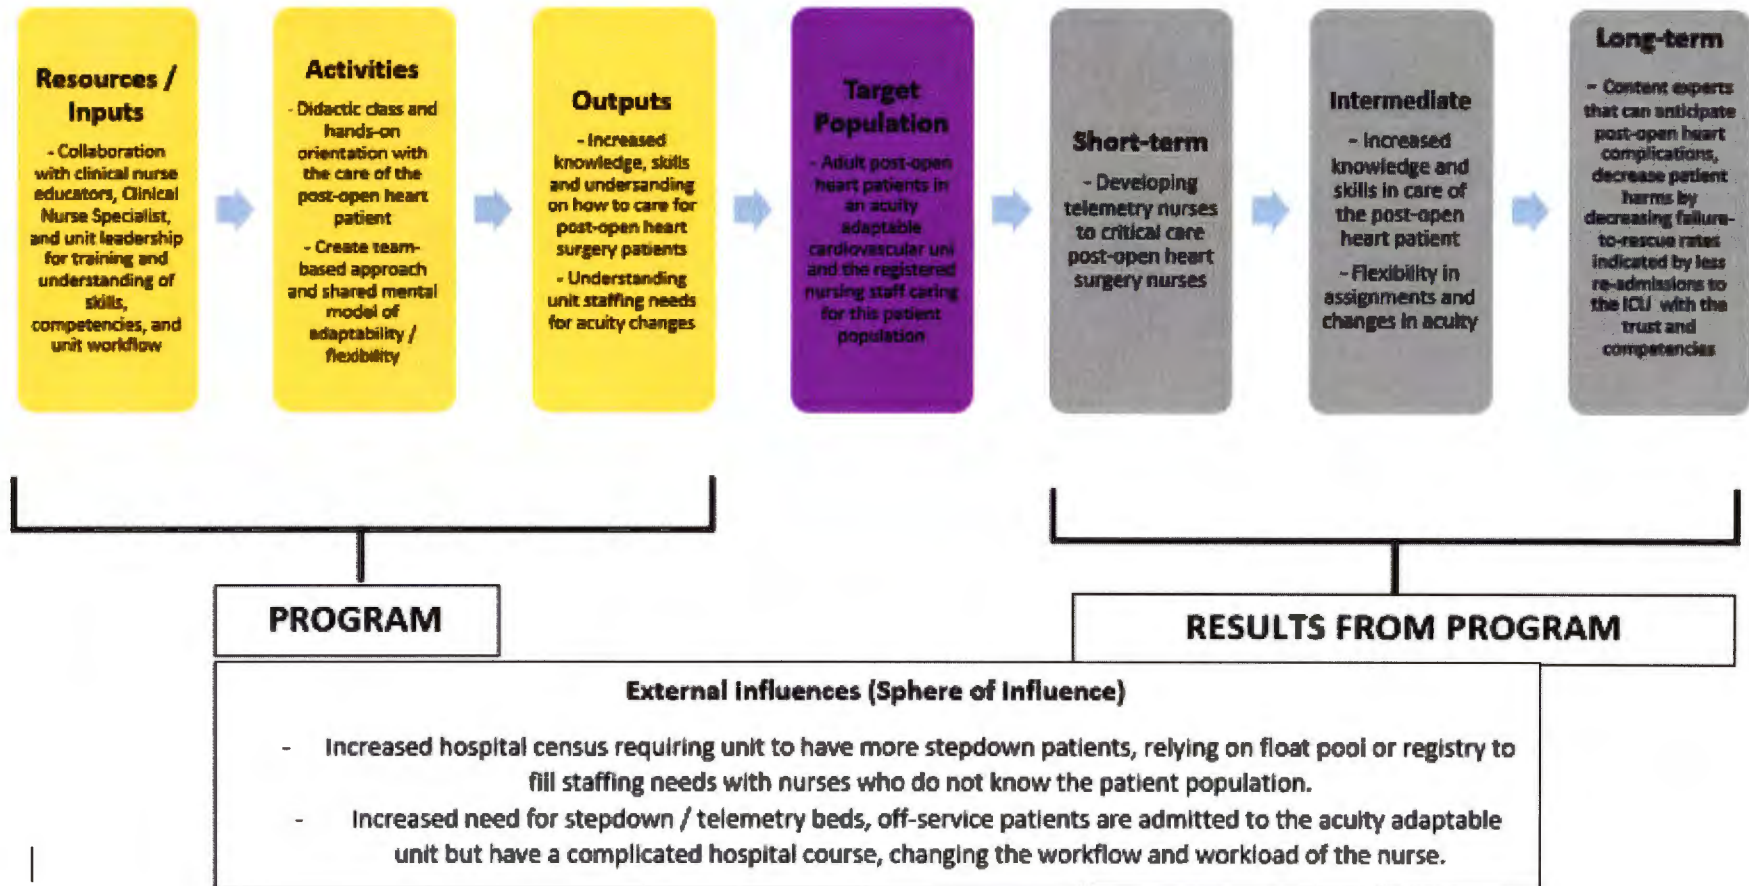 Resources /
Inputs
- Collaboration
with clinical nurse
educators, Clinical
Nurse Specialist,
and unit leadership
for training and
understanding of
skills,
competencies, and
unit workflow
Activities
- Didactic class and
hands-on
orientation with
the care of the
post-open heart
patient
- Create team-
based approach
and shared mental
model of
adaptability /
flexibility
Outputs
- Increased
knowledge, skills
and undersanding
on how to care for
post-open heart
surgery patients
- Understanding
unit staffing needs
for acuity changes
Target
Population
- Adult post-open
heart patients in
an acuity
adaptable
cardiovascular uni
and the registered
nursing staff caring
for this patient
population
Short-term
- Developing
telemetry nurses
to critical care
post-open heart
surgery nurses
Intermediate
- Increased
knowledge and
skills in care of
the post-open
heart patient
- Flexibility in
assignments and
changes in acuity
Long-term
- Content experts
that can anticipate
post-open heart
complications,
decrease patient
harms by
decreasing failure-
to-rescue rates
indicated by less
re-admissions to
the ICU with the
trust and
competencies
PROGRAM
RESULTS FROM PROGRAM
External Influences (Sphere of Influence)
- Increased hospital census requiring unit to have more stepdown patients, relying on float pool or registry to
fill staffing needs with nurses who do not know the patient population.
- Increased need for stepdown / telemetry beds, off-service patients are admitted to the acuity adaptable
unit but have a complicated hospital course, changing the workflow and workload of the nurse.